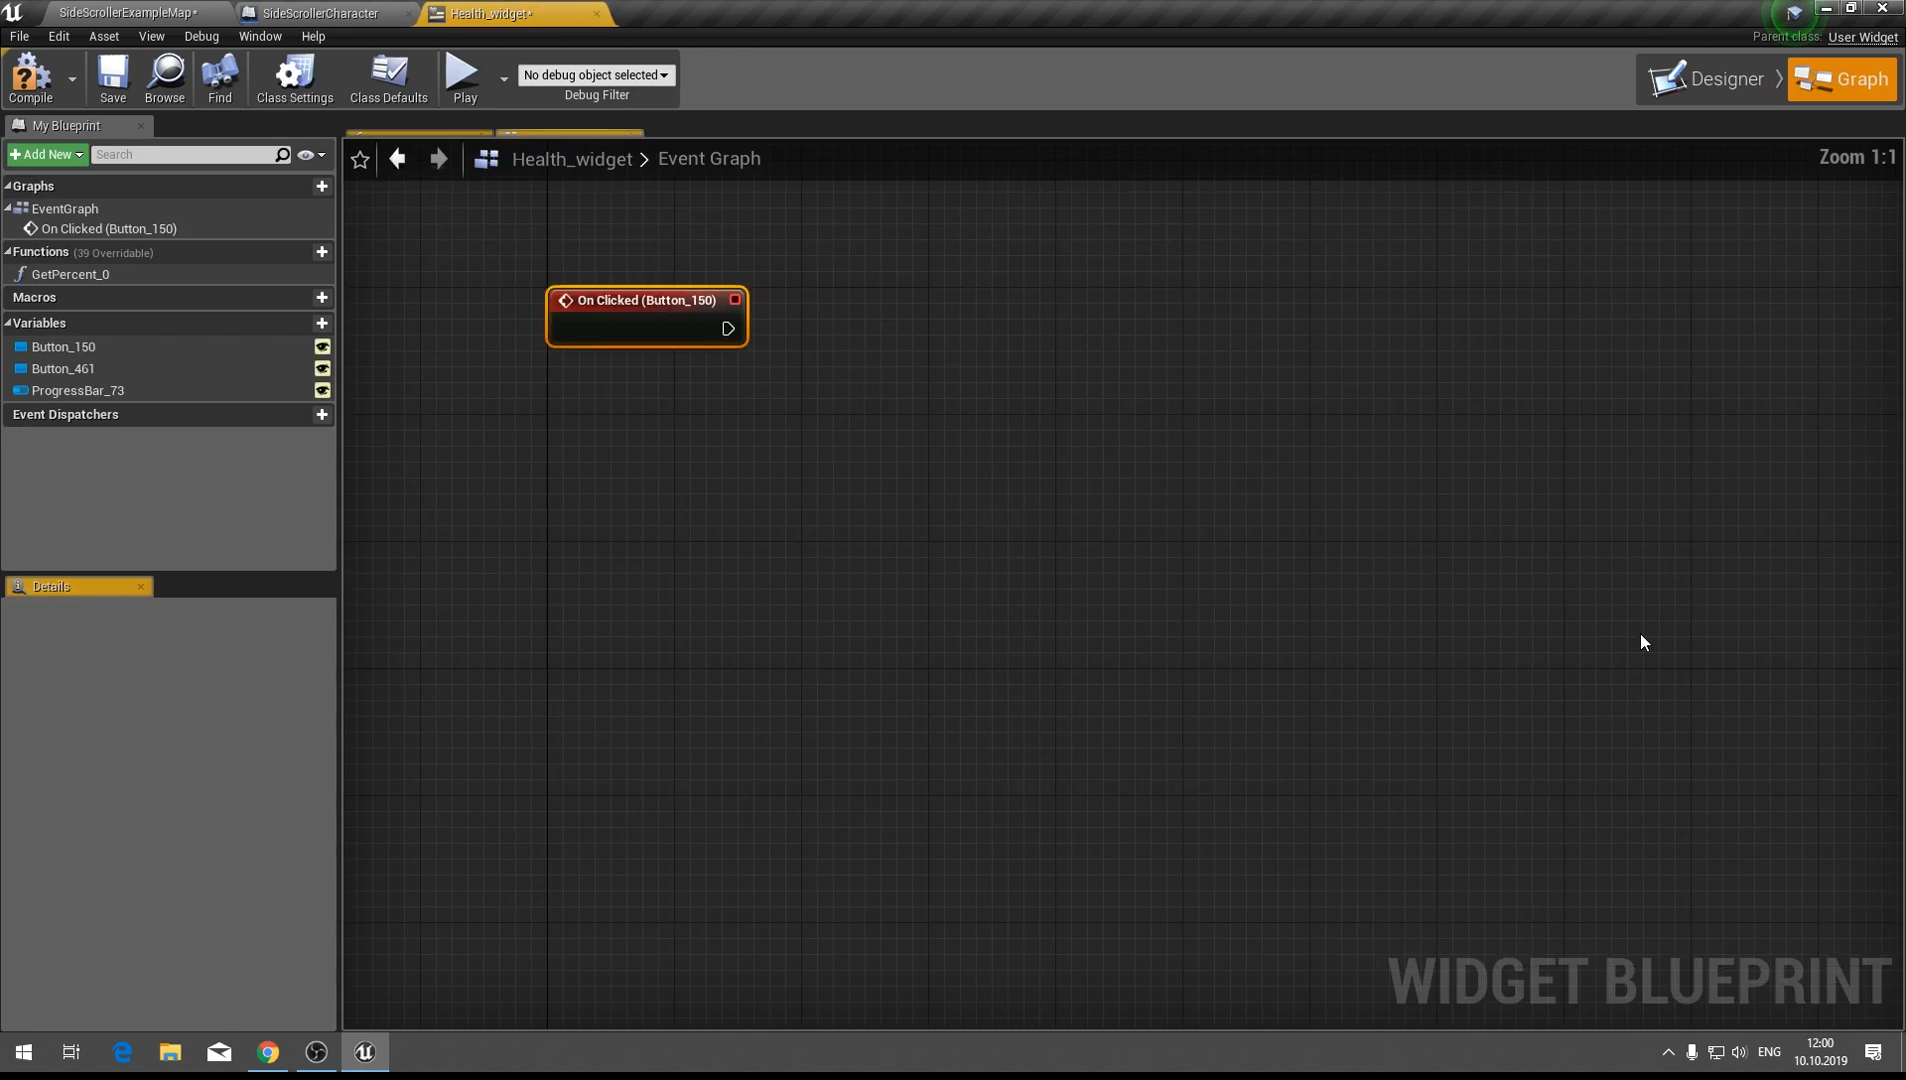 SideScrollerExampleMap*
SideScrollerCharacter
Health_widget*
File Edit Asset View Debug Window Help
Parent class: User Widget
Compile
Save
Browse
Find
Class Settings
Class Defaults
Play
No debug object selected
Debug Filter
Designer
Graph
My Blueprint
Add New
Search
Health_widget > Event Graph
Zoom 1:1
Graphs
EventGraph
On Clicked (Button_150)
Functions (39 Overridable)
GetPercent_0
Macros
Variables
Button_150
Button_461
ProgressBar_73
Event Dispatchers
On Clicked (Button_150)
Details
WIDGET BLUEPRINT
ENG
12:00
10.10.2019